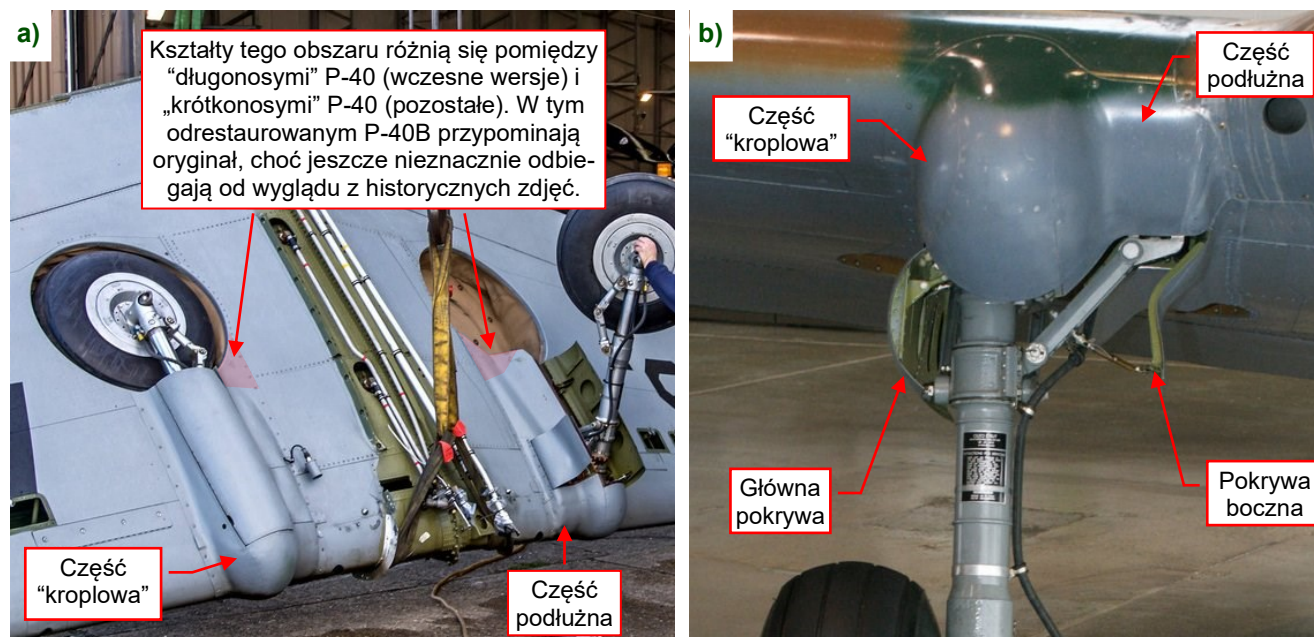 a)
Kształty tego obszaru różnią się pomiędzy
“długonosymi” P-40 (wczesne wersje) i
„krótkonosymi” P-40 (pozostałe). W tym
odrestaurowanym P-40B przypominają
oryginał, choć jeszcze nieznacznie odbie-
gają od wyglądu z historycznych zdjęć.
Część
“kroplowa”
Część
podłużna
b)
Część
podłużna
Część
“kroplowa”
Główna
pokrywa
Pokrywa
boczna